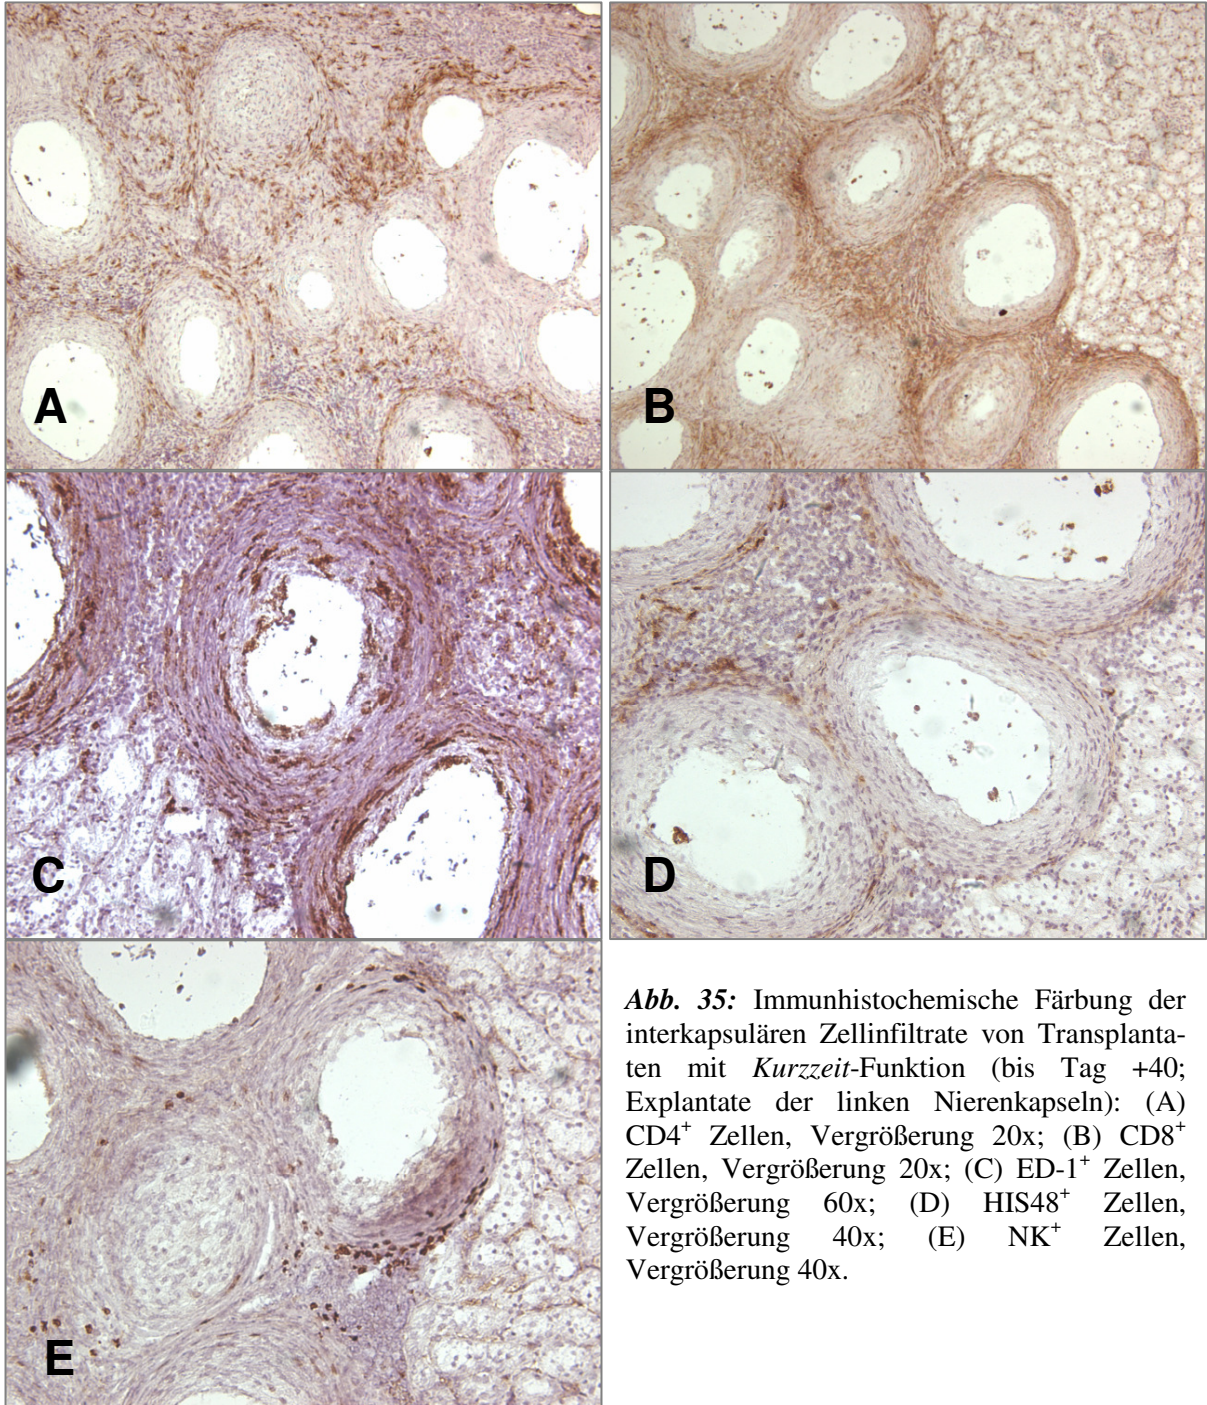 A
B
C
D
E
Abb. 35: Immunhistochemische Färbung der
interkapsulären Zellinfiltrate von Transplanta-
ten mit Kurzzeit-Funktion (bis Tag +40;
Explantate der linken Nierenkapseln): (A)
CD4⁺ Zellen, Vergrößerung 20x; (B) CD8⁺
Zellen, Vergrößerung 20x; (C) ED-1⁺ Zellen,
Vergrößerung 60x; (D) HIS48⁺ Zellen,
Vergrößerung 40x; (E) NK⁺ Zellen,
Vergrößerung 40x.